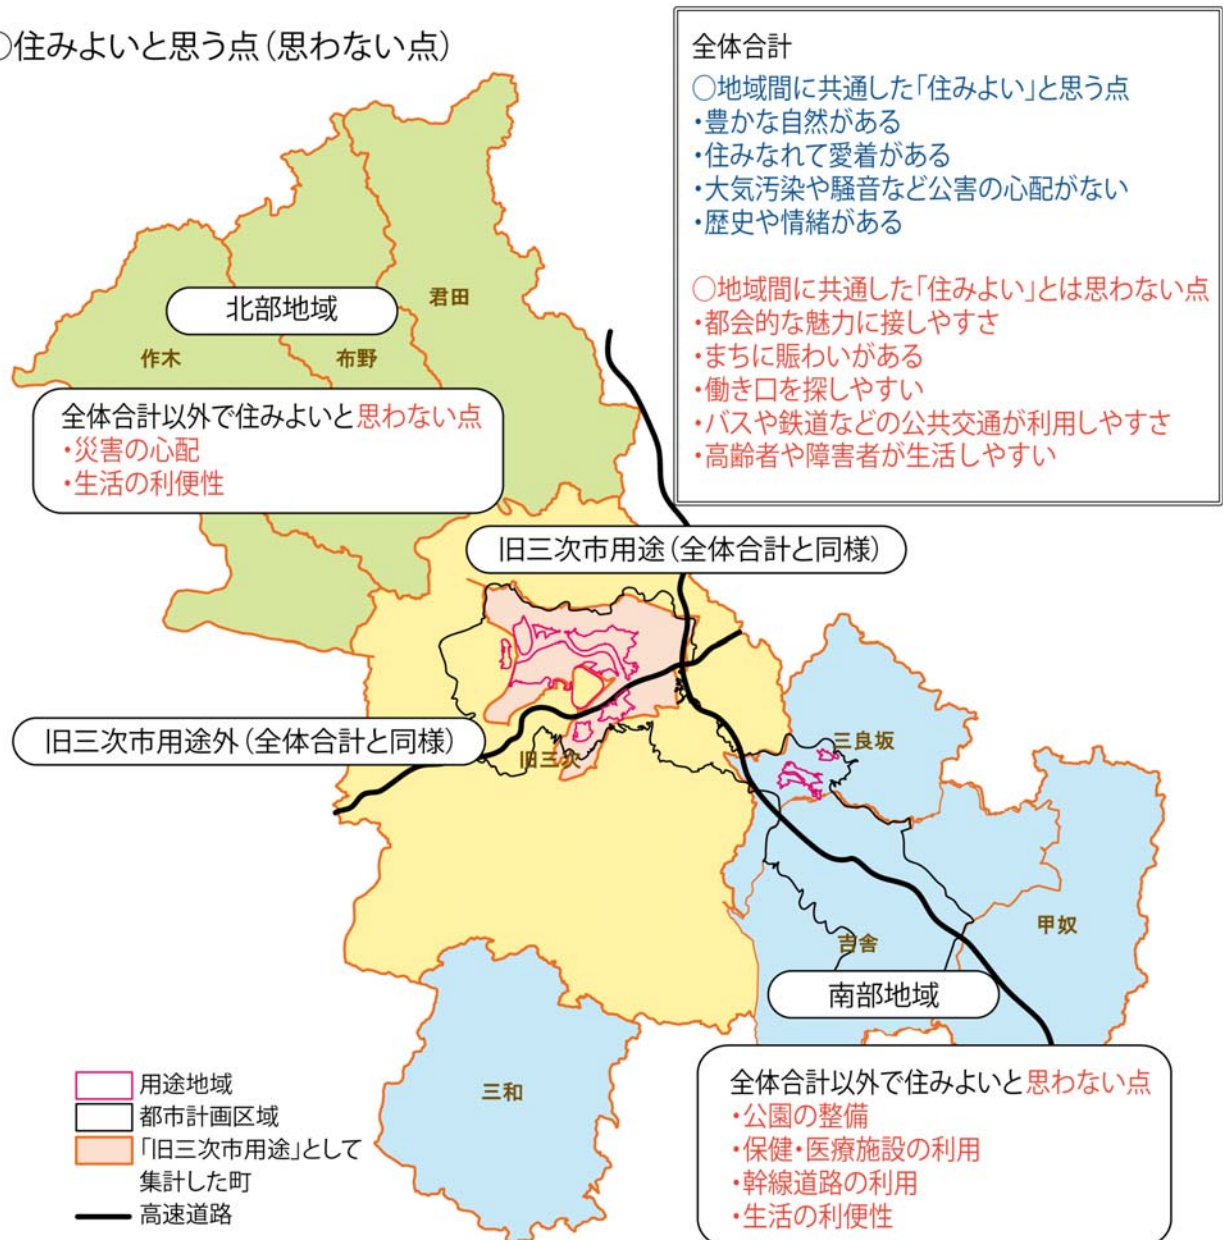 ○住みよいと思う点（思わない点）
全体合計
○地域間に共通した「住みよい」と思う点
・豊かな自然がある
・住みなれて愛着がある
・大気汚染や騒音など公害の心配がない
・歴史や情緒がある
○地域間に共通した「住みよい」とは思わない点
・都会的な魅力に接しやすさ
・まちに賑わいがある
・働き口を探しやすい
・バスや鉄道などの公共交通が利用しやすさ
・高齢者や障害者が生活しやすい
君田
北部地域
作木
布野
全体合計以外で住みよいと思わない点
・災害の心配
・生活の利便性
旧三次市用途（全体合計と同様）
旧三次市用途外（全体合計と同様）
旧三次
三良坂
甲奴
吉舎
南部地域
三和
全体合計以外で住みよいと思わない点
・公園の整備
・保健・医療施設の利用
・幹線道路の利用
・生活の利便性
用途地域
都市計画区域
「旧三次市用途」として
集計した町
高速道路